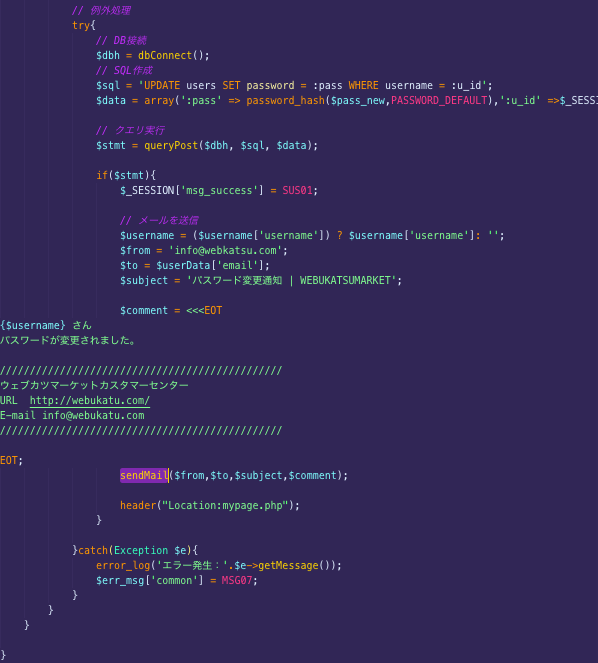 // 例外処理
try{
// DB接続
$dbh = dbConnect();
// SQL作成
$sql = 'UPDATE users SET password = :pass WHERE username = :u_id';
$data = array(':pass' => password_hash($pass_new,PASSWORD_DEFAULT),':u_id' =>$_SESSI
// クエリ実行
$stmt = queryPost($dbh, $sql, $data);
if($stmt){
$_SESSION['msg_success'] = SUS01;
// メールを送信
$username = ($username['username']) ? $username['username']: '';
$from = 'info@webkatsu.com';
$to = $userData['email'];
$subject = 'パスワード変更通知 | WEBUKATSUMARKET';
$comment = <<<EOT
{$username} さん
パスワードが変更されました。
///////////////////////////////////////////////
ウェブカツマーケットカスタマーセンター
URL  http://webukatu.com/
E-mail info@webukatu.com
///////////////////////////////////////////////
EOT;
sendMail($from,$to,$subject,$comment);
header("Location:mypage.php");
}
}catch(Exception $e){
error_log('エラー発生：'.$e->getMessage());
$err_msg['common'] = MSG07;
}
}
}
}